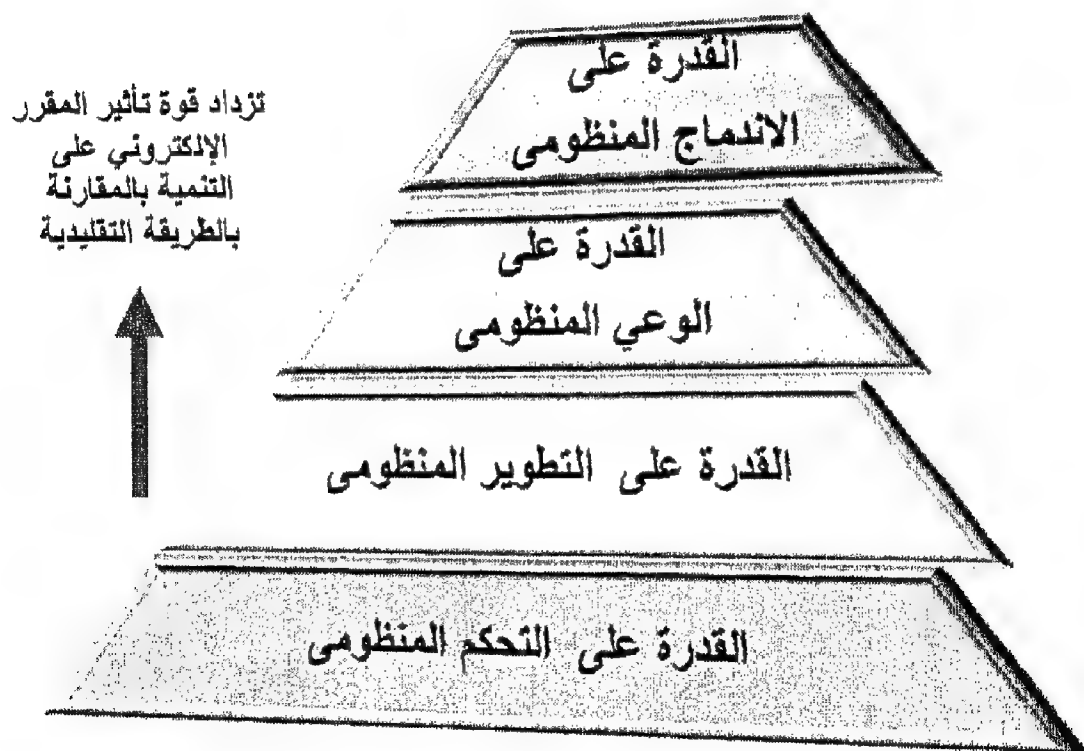 القدرة على
الاندماج المنظومى
تزداد قوة تأثير المقرر
الإلكتروني على
التنمية بالمقارنة
بالطريقة التقليدية
القدرة على
الوعي المنظومى
القدرة على التطوير المنظومى
القدرة على التحكم المنظومى